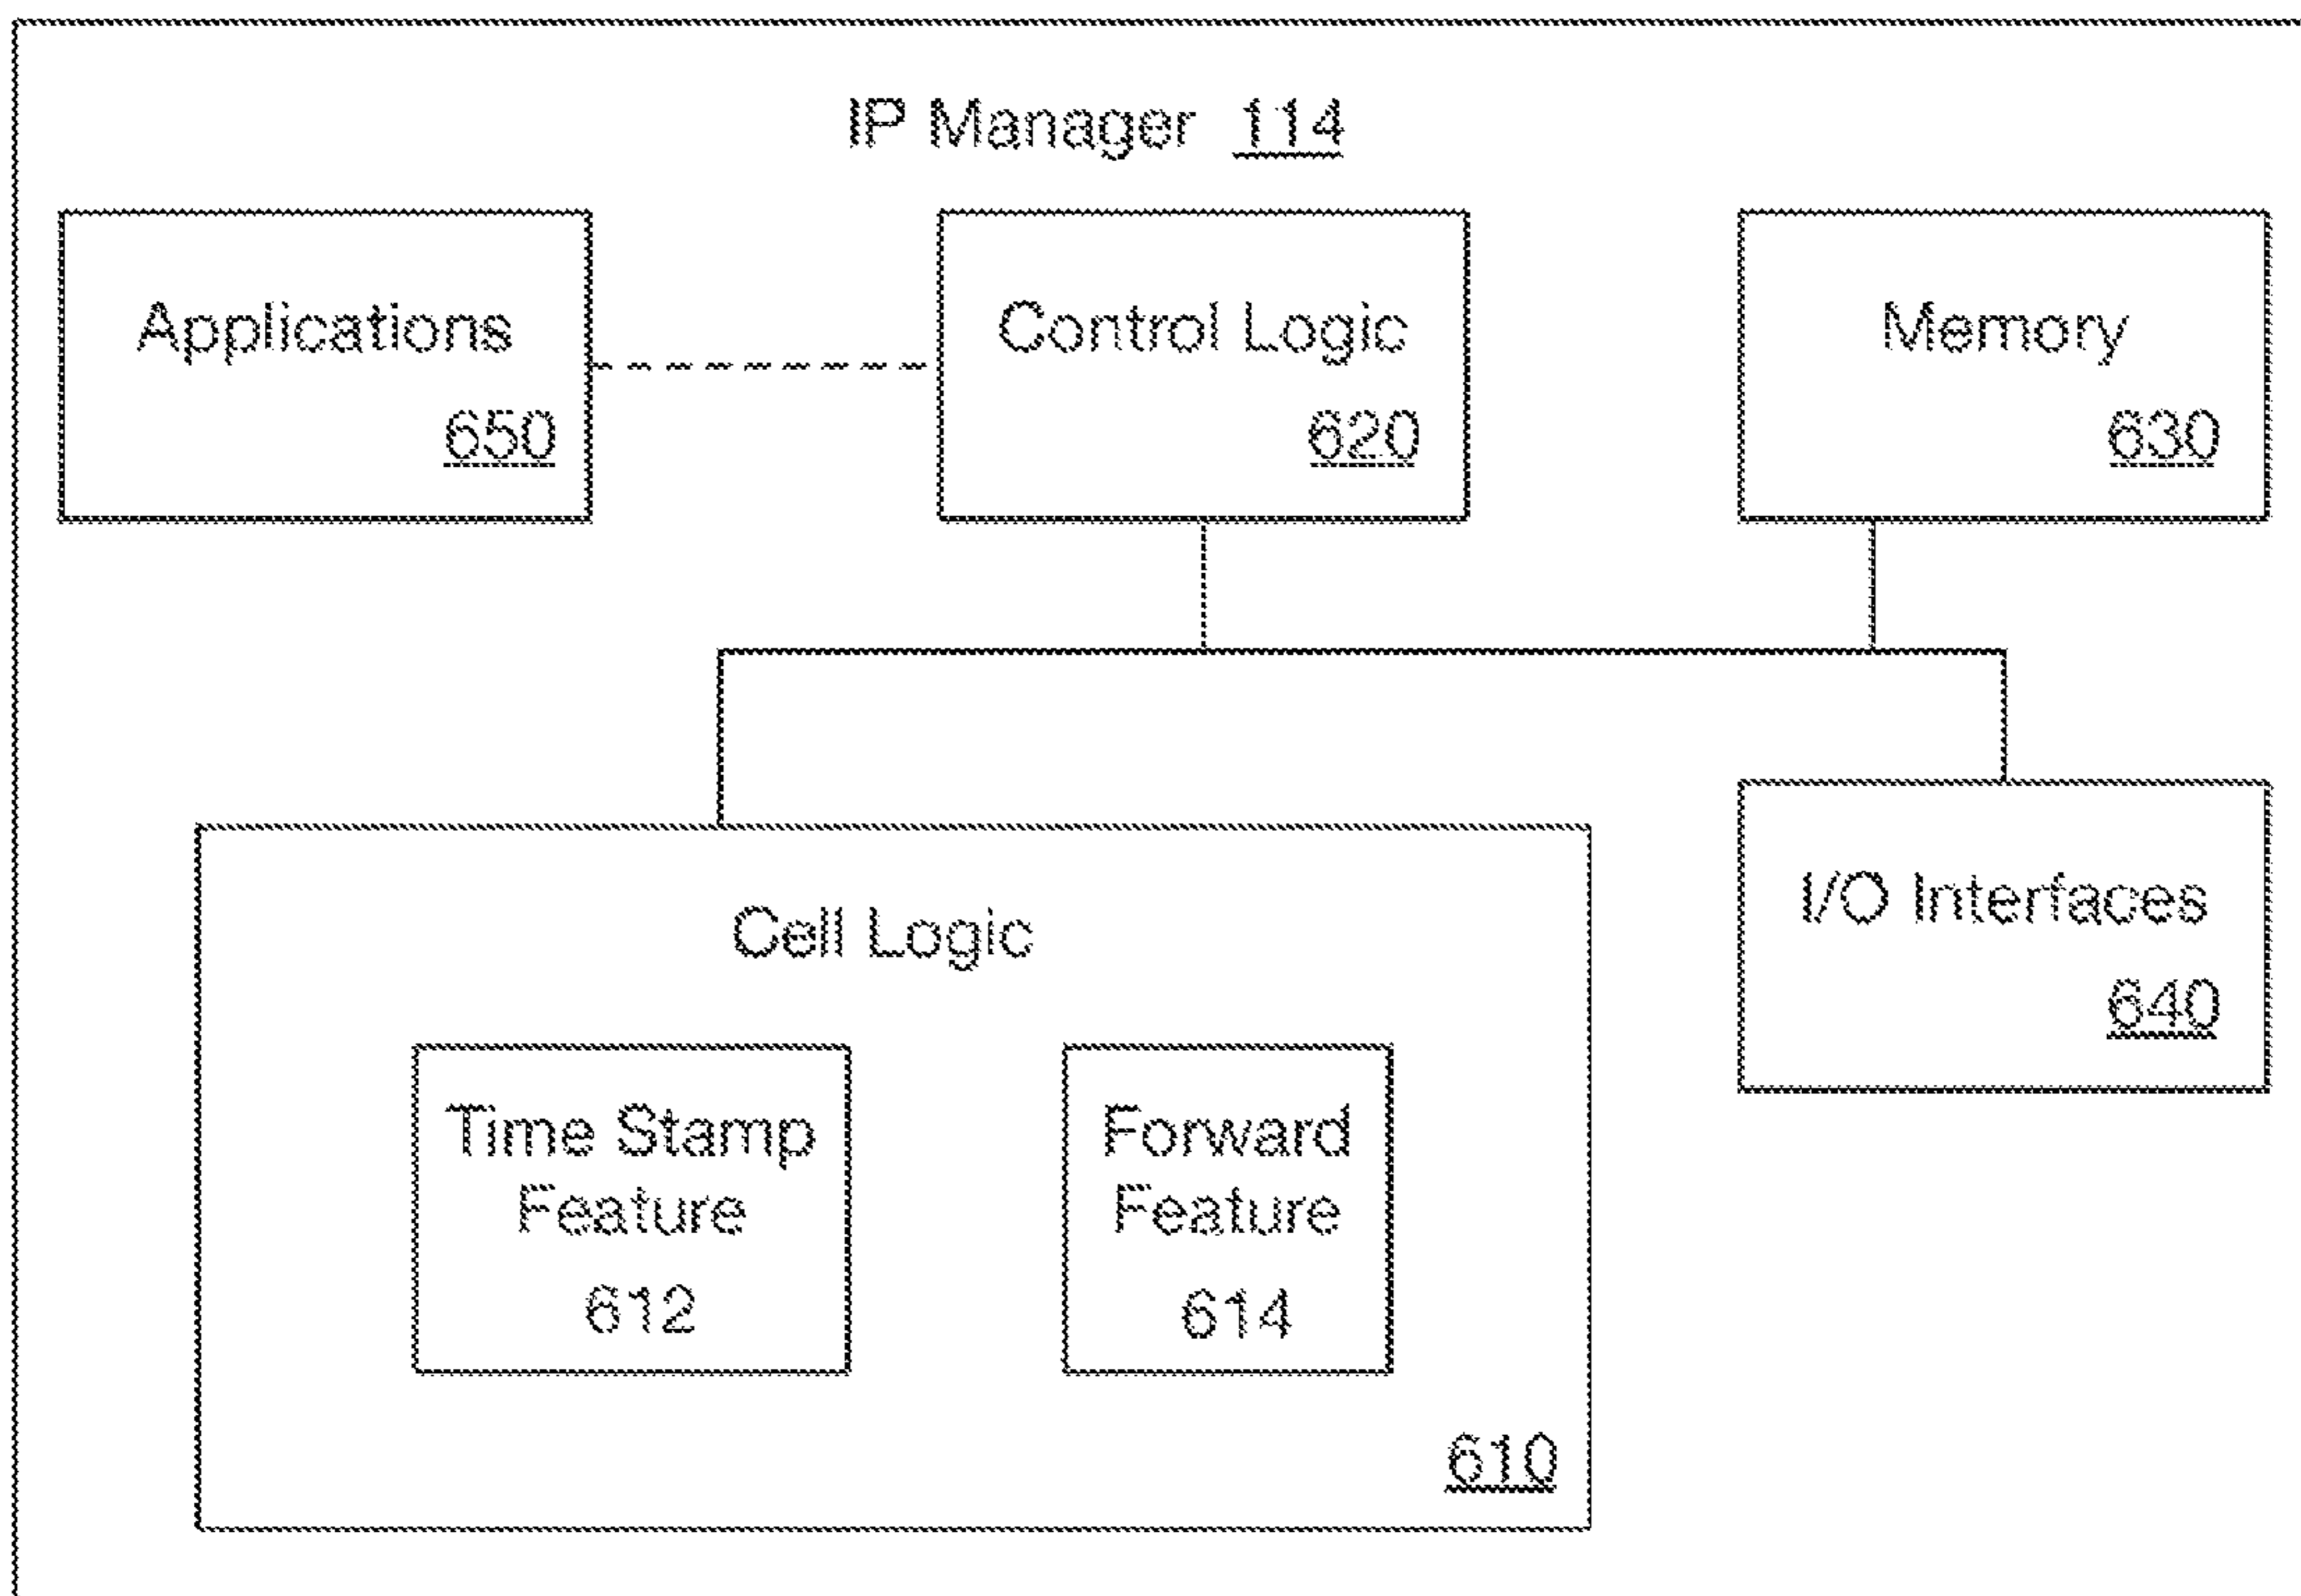 IP Manager 114
Applications
650
Control Logic
620
Memory
630
Cell Logic
Time Stamp
Feature
612
Forward
Feature
614
610
I/O Interfaces
640